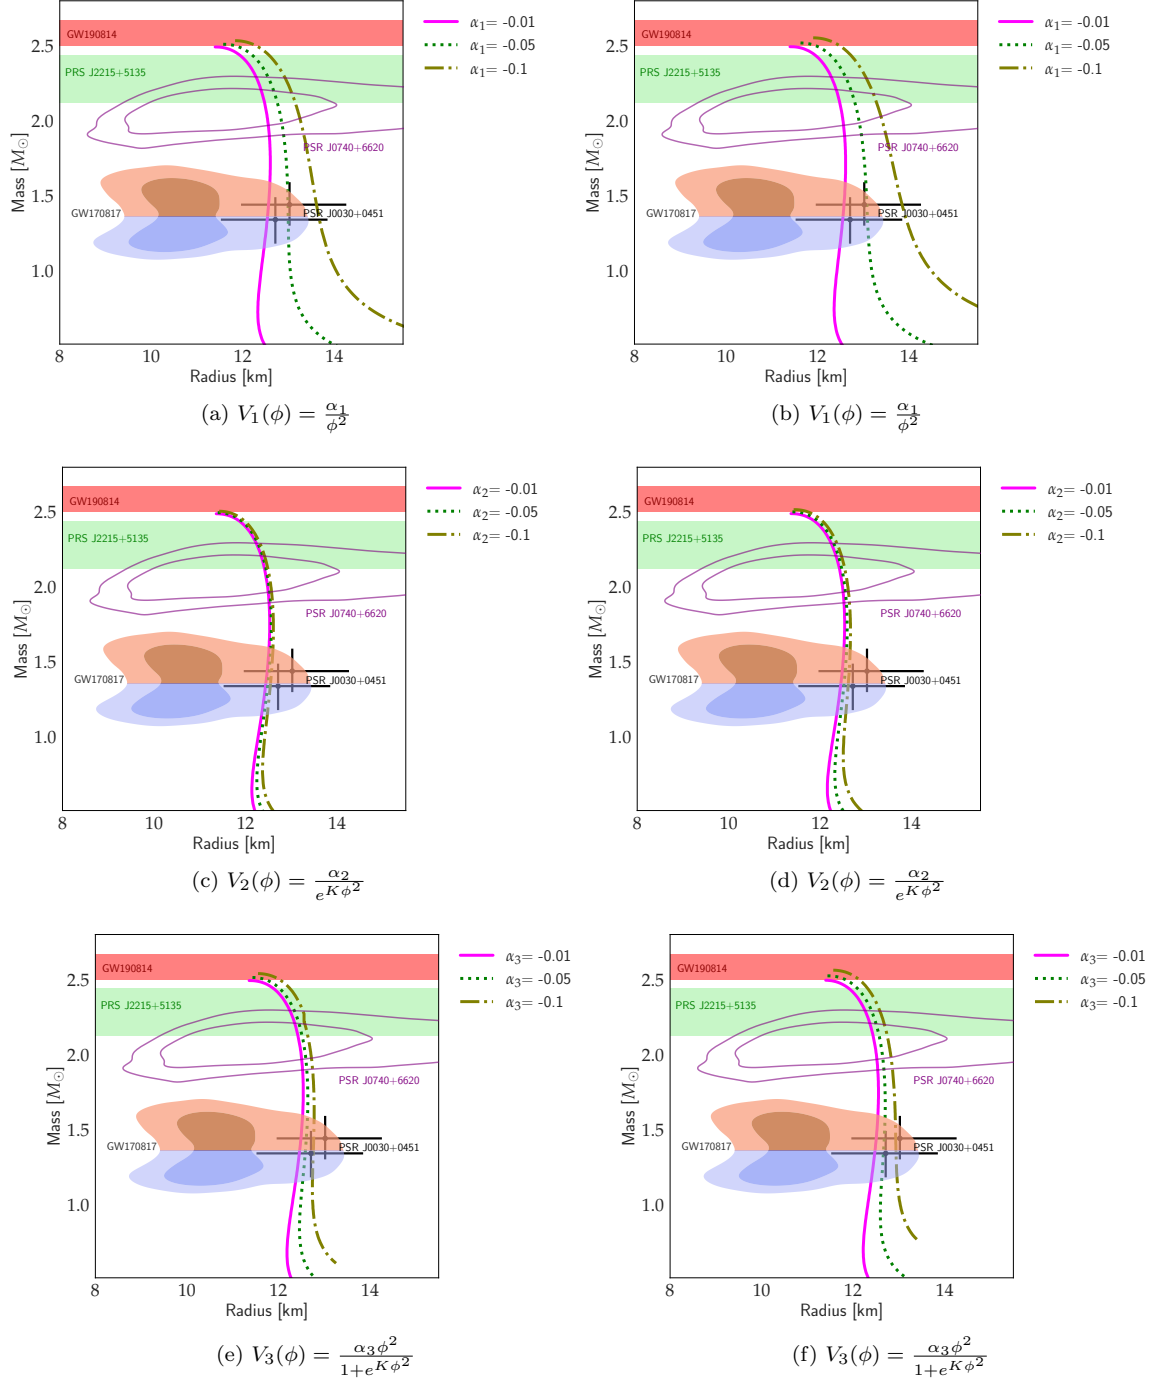 GW190814
PRS J2215+5135
PSR J0740+6620
GW170817
PSR J0030+0451
2.5
2.0
1.5
1.0
Mass [M⊙]
8 10 12 14
Radius [km]
α₁= -0.01
α₁= -0.05
α₁= -0.1
(a) V₁(ϕ) = α₁/ϕ²
GW190814
PRS J2215+5135
PSR J0740+6620
GW170817
PSR J0030+0451
2.5
2.0
1.5
1.0
Mass [M⊙]
8 10 12 14
Radius [km]
α₁= -0.01
α₁= -0.05
α₁= -0.1
(b) V₁(ϕ) = α₁/ϕ²
GW190814
PRS J2215+5135
PSR J0740+6620
GW170817
PSR J0030+0451
2.5
2.0
1.5
1.0
Mass [M⊙]
8 10 12 14
Radius [km]
α₂= -0.01
α₂= -0.05
α₂= -0.1
(c) V₂(ϕ) = α₂/e^{Kϕ²}
GW190814
PRS J2215+5135
PSR J0740+6620
GW170817
PSR J0030+0451
2.5
2.0
1.5
1.0
Mass [M⊙]
8 10 12 14
Radius [km]
α₂= -0.01
α₂= -0.05
α₂= -0.1
(d) V₂(ϕ) = α₂/e^{Kϕ²}
GW190814
PRS J2215+5135
PSR J0740+6620
GW170817
PSR J0030+0451
2.5
2.0
1.5
1.0
Mass [M⊙]
8 10 12 14
Radius [km]
α₃= -0.01
α₃= -0.05
α₃= -0.1
(e) V₃(ϕ) = α₃ϕ²/1+e^{Kϕ²}
GW190814
PRS J2215+5135
PSR J0740+6620
GW170817
PSR J0030+0451
2.5
2.0
1.5
1.0
Mass [M⊙]
8 10 12 14
Radius [km]
α₃= -0.01
α₃= -0.05
α₃= -0.1
(f) V₃(ϕ) = α₃ϕ²/1+e^{Kϕ²}